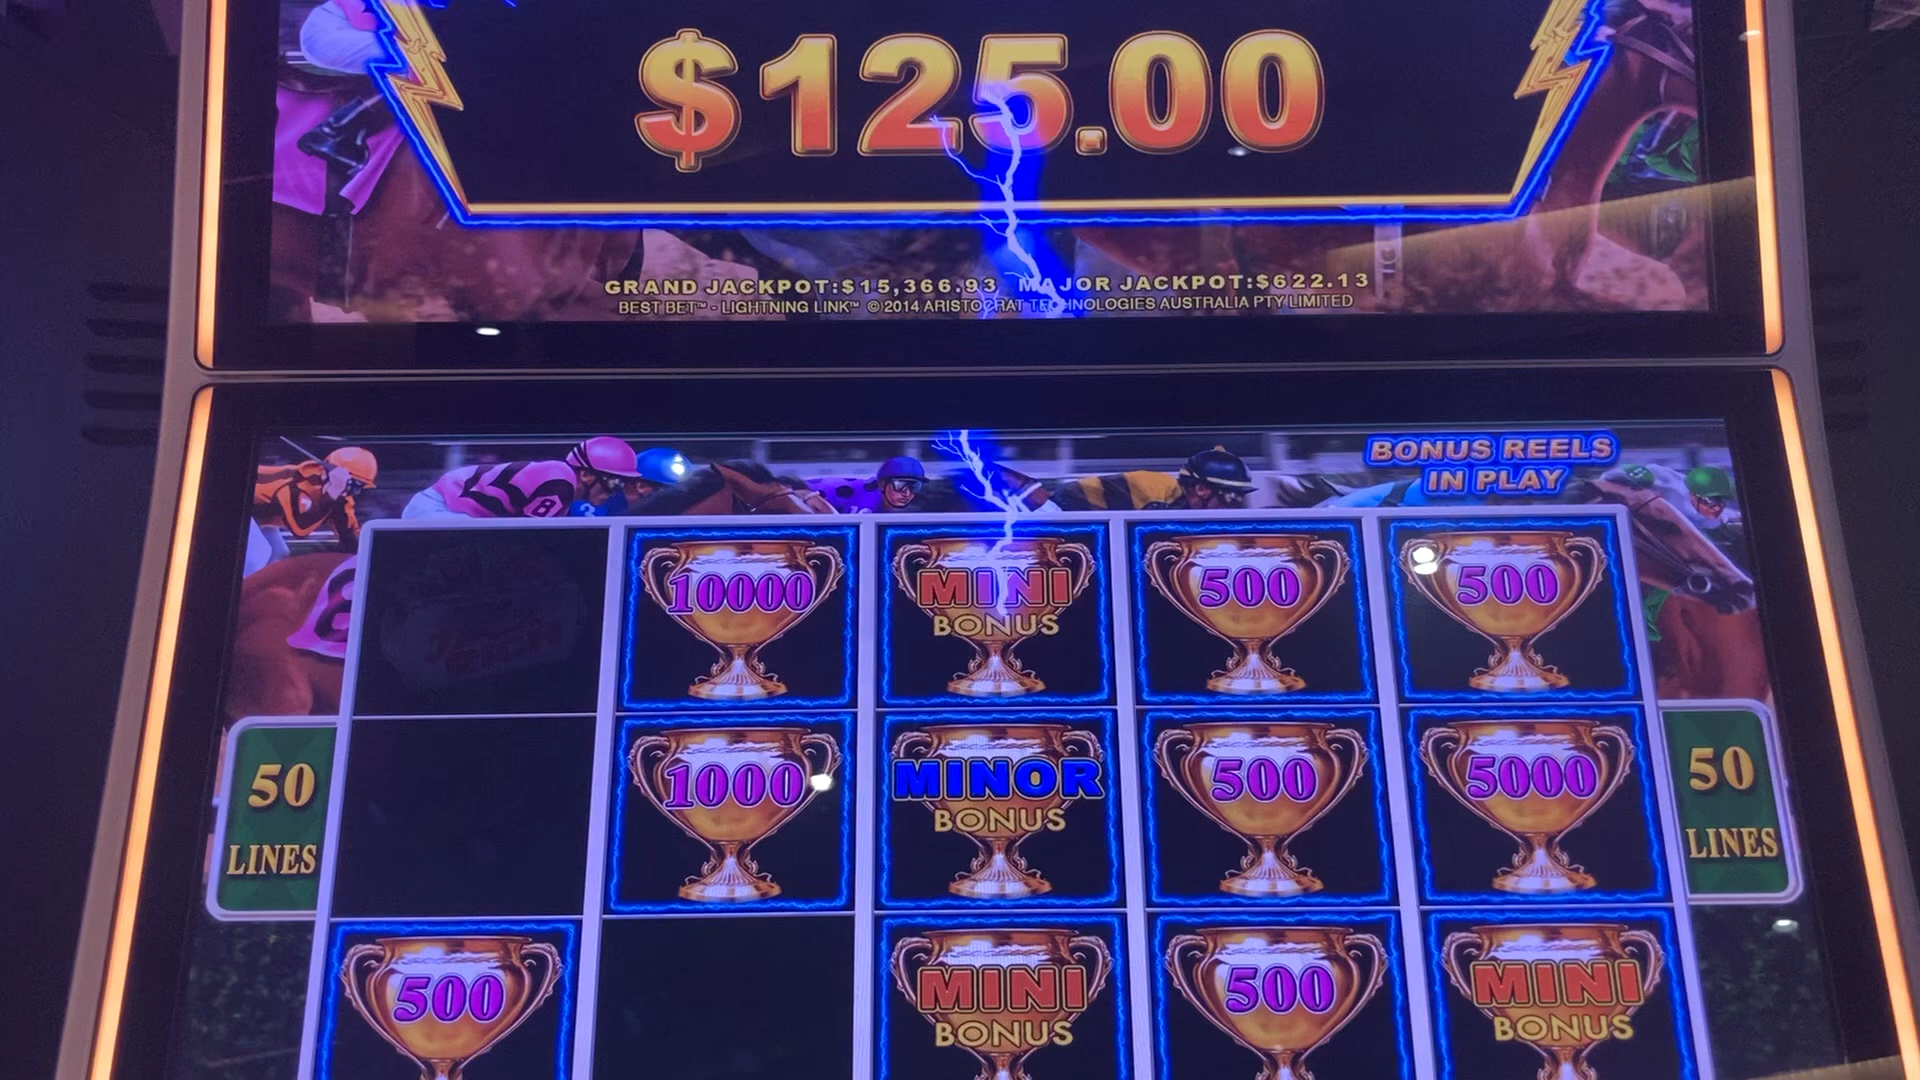 $125.00
GRAND JACKPOT:$15,366.93 MAJOR JACKPOT:$622.13
BEST BET™ - LIGHTNING LINK™ ©2014 ARISTOCRAT TECHNOLOGIES AUSTRALIA PTY LIMITED
BONUS REELS
IN PLAY
8
3
10000
MINI
BONUS
500
500
50
LINES
1000
MINOR
BONUS
500
5000
50
LINES
500
MINI
BONUS
500
MINI
BONUS